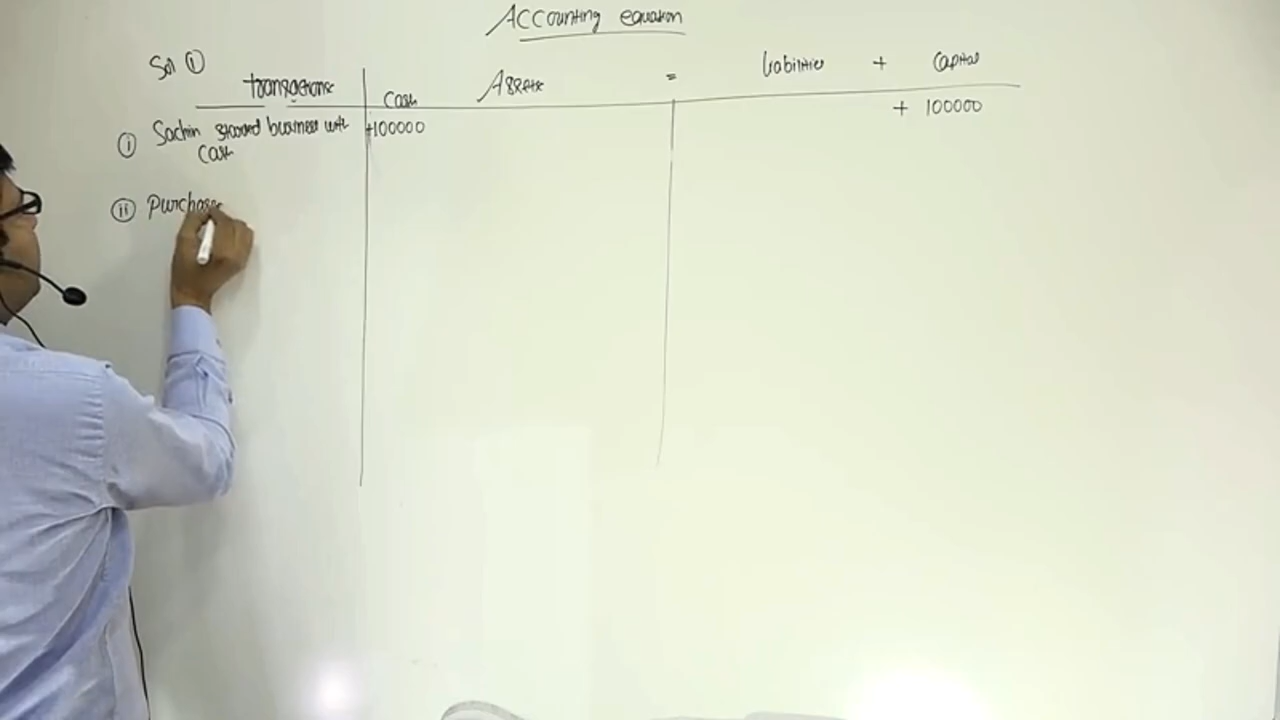 Accounting equation
Sol ①
transactions Cash Assets = liabilities + Capital
ⓘ Sachin started business with +100000 + 100000
Cash
ⓘⓘ Purchase